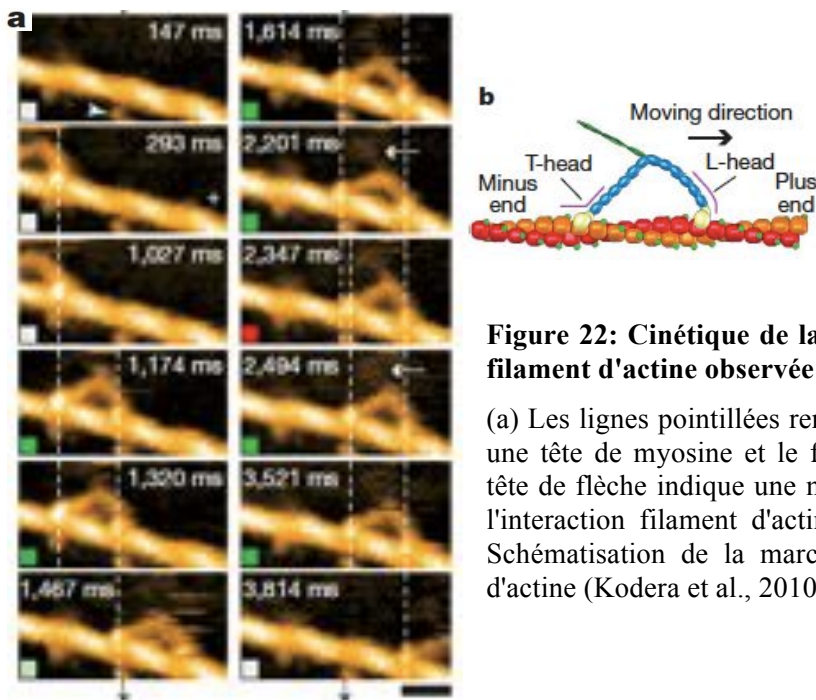 a
147 ms
293 ms
1,027 ms
1,174 ms
1,320 ms
1,467 ms
1,614 ms
2,201 ms
2,347 ms
2,494 ms
3,521 ms
3,814 ms
b
Moving direction
T-head
L-head
Minus end
Plus end
Figure 22: Cinétique de la
filament d'actine observée
(a) Les lignes pointillées
une tête de myosine et le
tête de flèche indique une
l'interaction filament
Schématisation de la
d'actine (Kodera et al., 2010